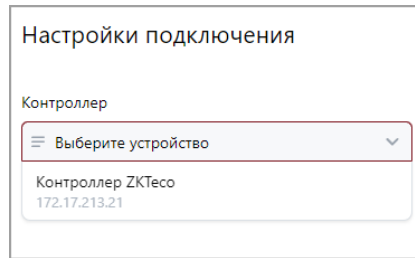 Настройки подключения
Контроллер
Выберите устройство
Контроллер ZKTeco
172.17.213.21